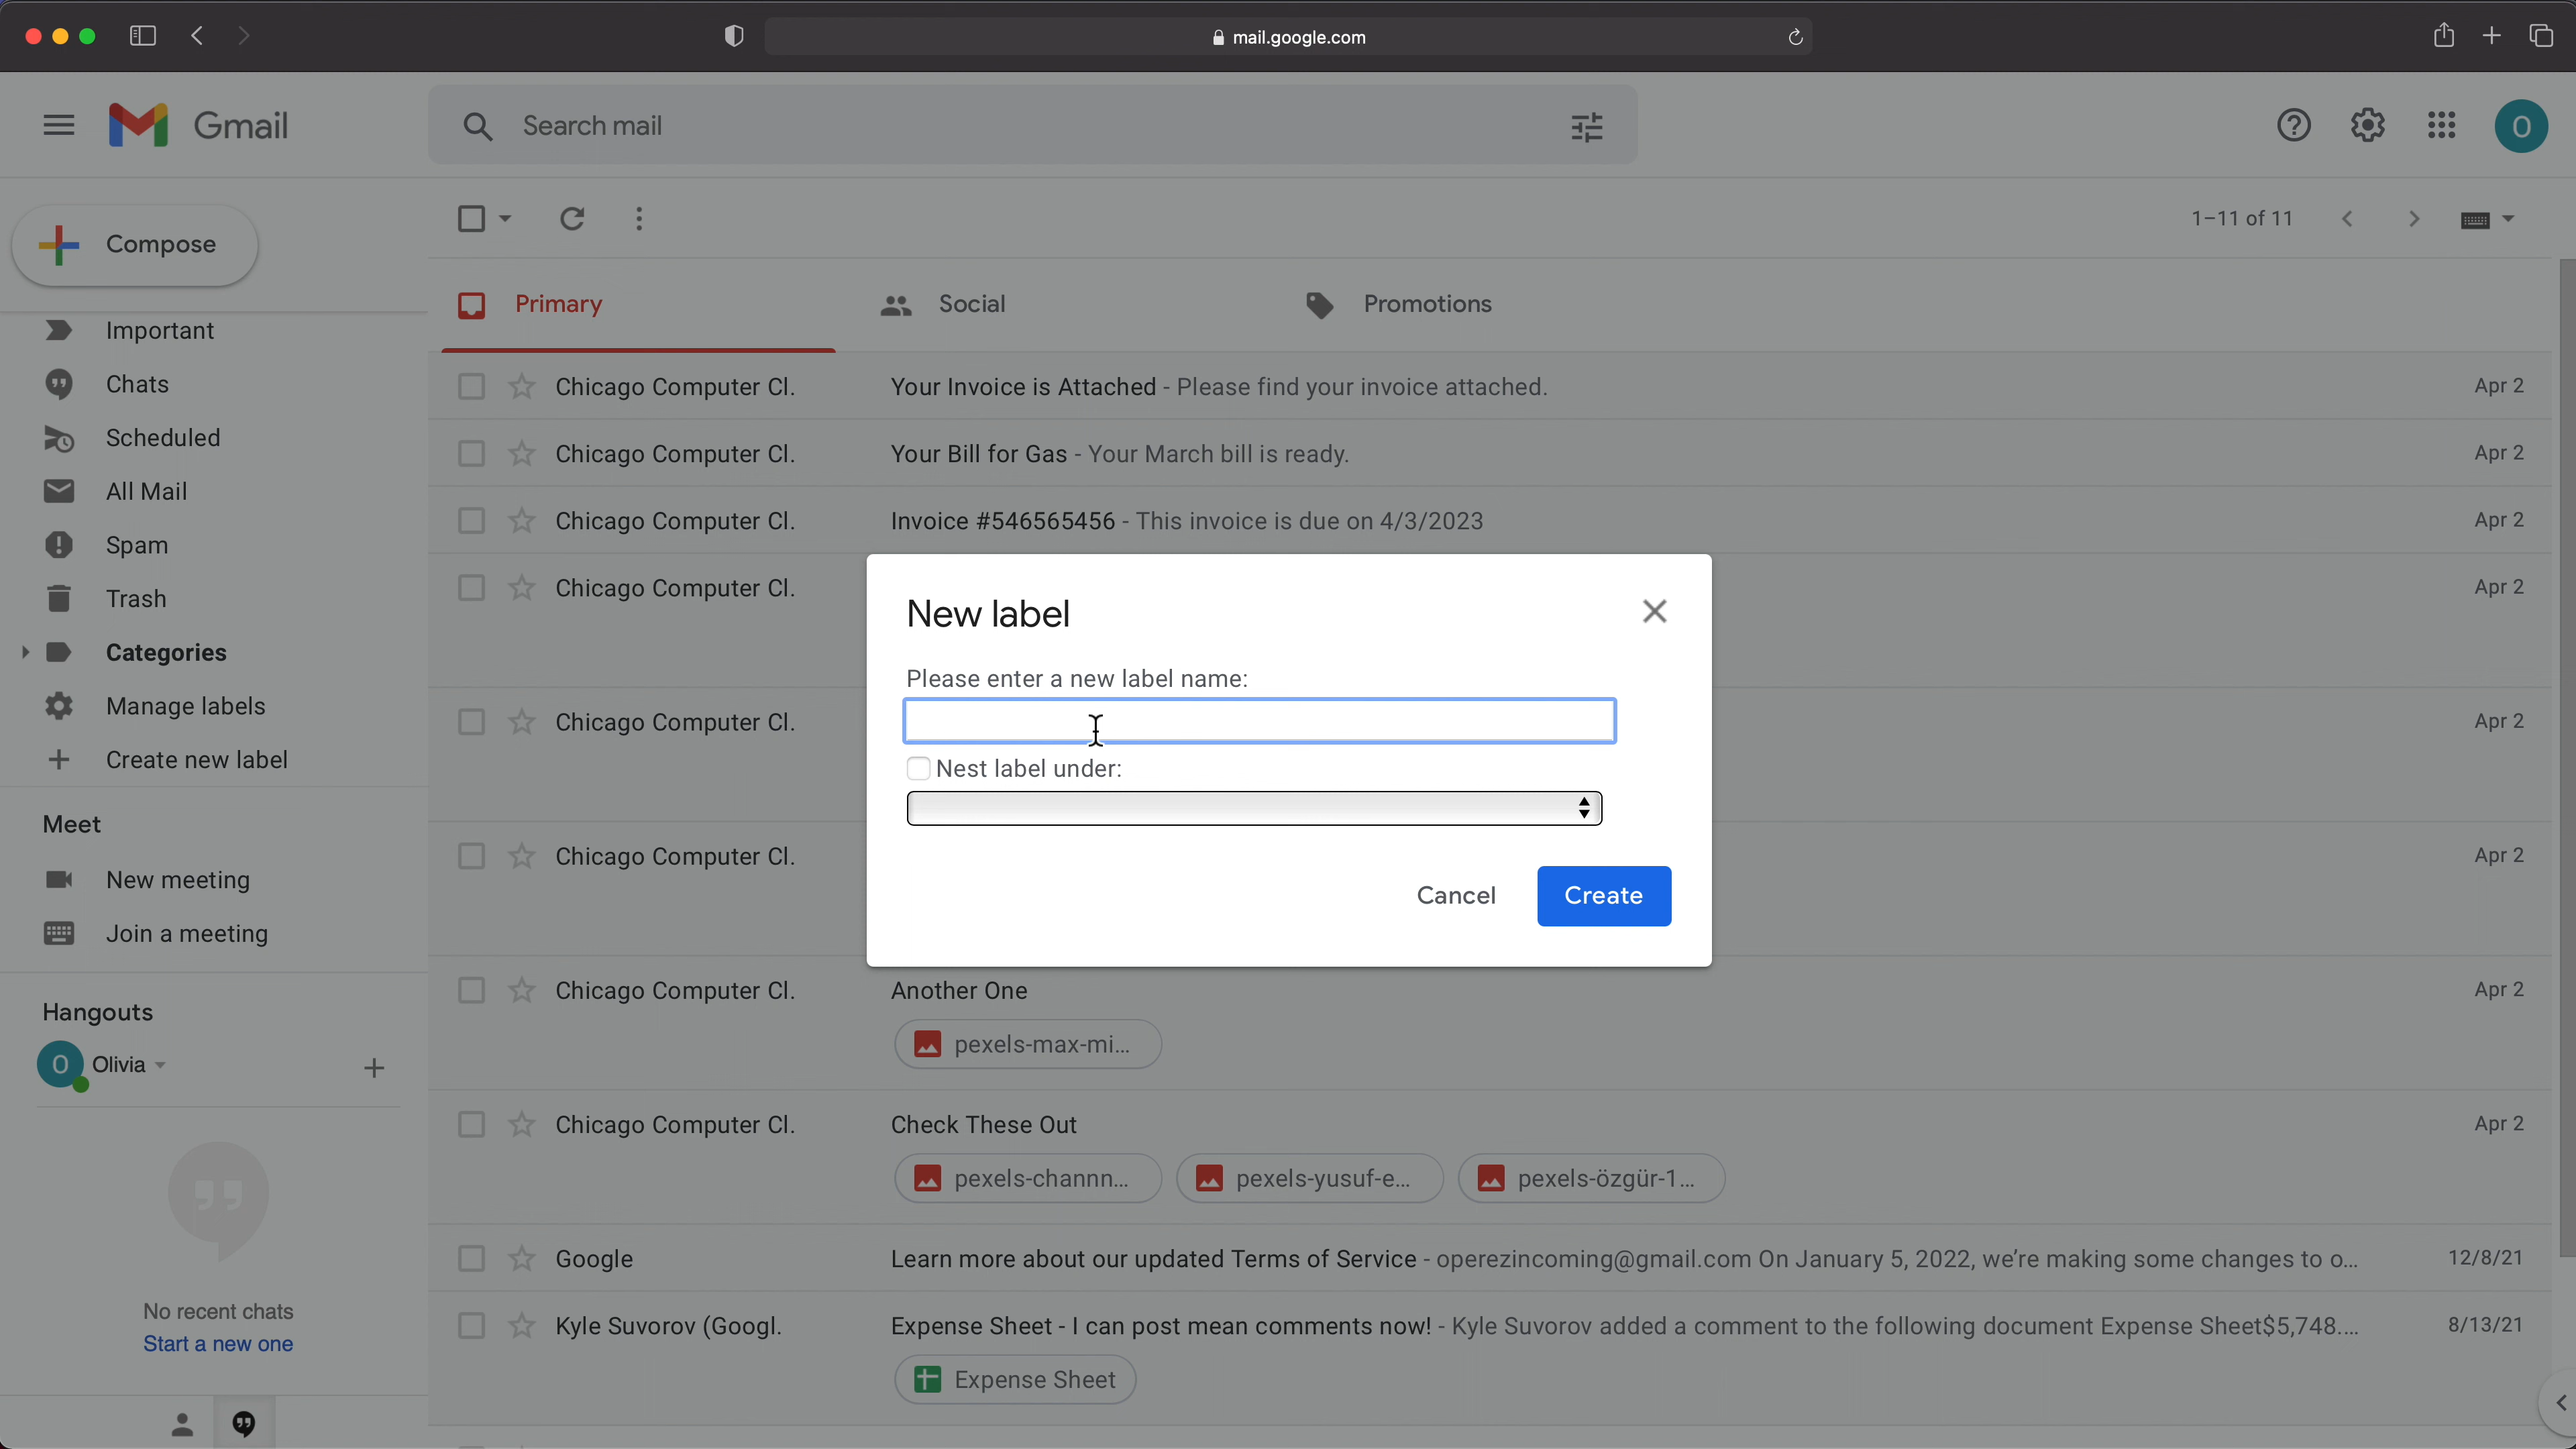 mail.google.com
Gmail
Search mail
O
Compose
1–11 of 11
Primary
Social
Promotions
Important
Chats
Scheduled
All Mail
Spam
Trash
Categories
Manage labels
Create new label
Meet
New meeting
Join a meeting
Hangouts
O Olivia
No recent chats
Start a new one
Chicago Computer Cl. Your Invoice is Attached - Please find your invoice attached. Apr 2
Chicago Computer Cl. Your Bill for Gas - Your March bill is ready. Apr 2
Chicago Computer Cl. Invoice #546565456 - This invoice is due on 4/3/2023 Apr 2
Chicago Computer Cl. Apr 2
Chicago Computer Cl. Apr 2
Chicago Computer Cl. Apr 2
Chicago Computer Cl. Another One Apr 2
pexels-max-mi...
Chicago Computer Cl. Check These Out Apr 2
pexels-channn... pexels-yusuf-e... pexels-özgür-1...
Google Learn more about our updated Terms of Service - operezincoming@gmail.com On January 5, 2022, we're making some changes to o... 12/8/21
Kyle Suvorov (Googl. Expense Sheet - I can post mean comments now! - Kyle Suvorov added a comment to the following document Expense Sheet$5,748.... 8/13/21
Expense Sheet
New label
Please enter a new label name:
Nest label under:
Cancel
Create